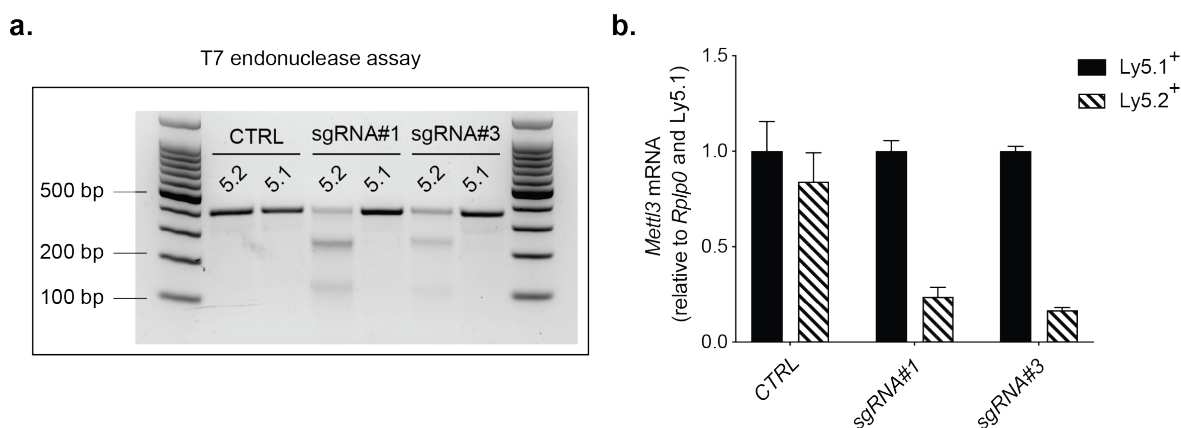 a.
T7 endonuclease assay
CTRL sgRNA#1 sgRNA#3
5.2 5.1 5.2 5.1 5.2 5.1
500 bp
200 bp
100 bp
b.
Mettl3 mRNA
(relative to Rplp0 and Ly5.1)
1.5
1.0
0.5
0.0
CTRL
sgRNA#1
sgRNA#3
Ly5.1+
Ly5.2+